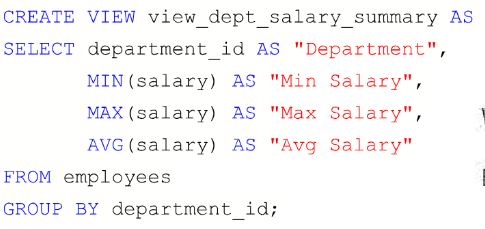 CREATE VIEW view_dept_salary_summary AS
SELECT department_id AS "Department",
       MIN(salary) AS "Min Salary",
       MAX(salary) AS "Max Salary",
       AVG(salary) AS "Avg Salary"
FROM employees
GROUP BY department_id;